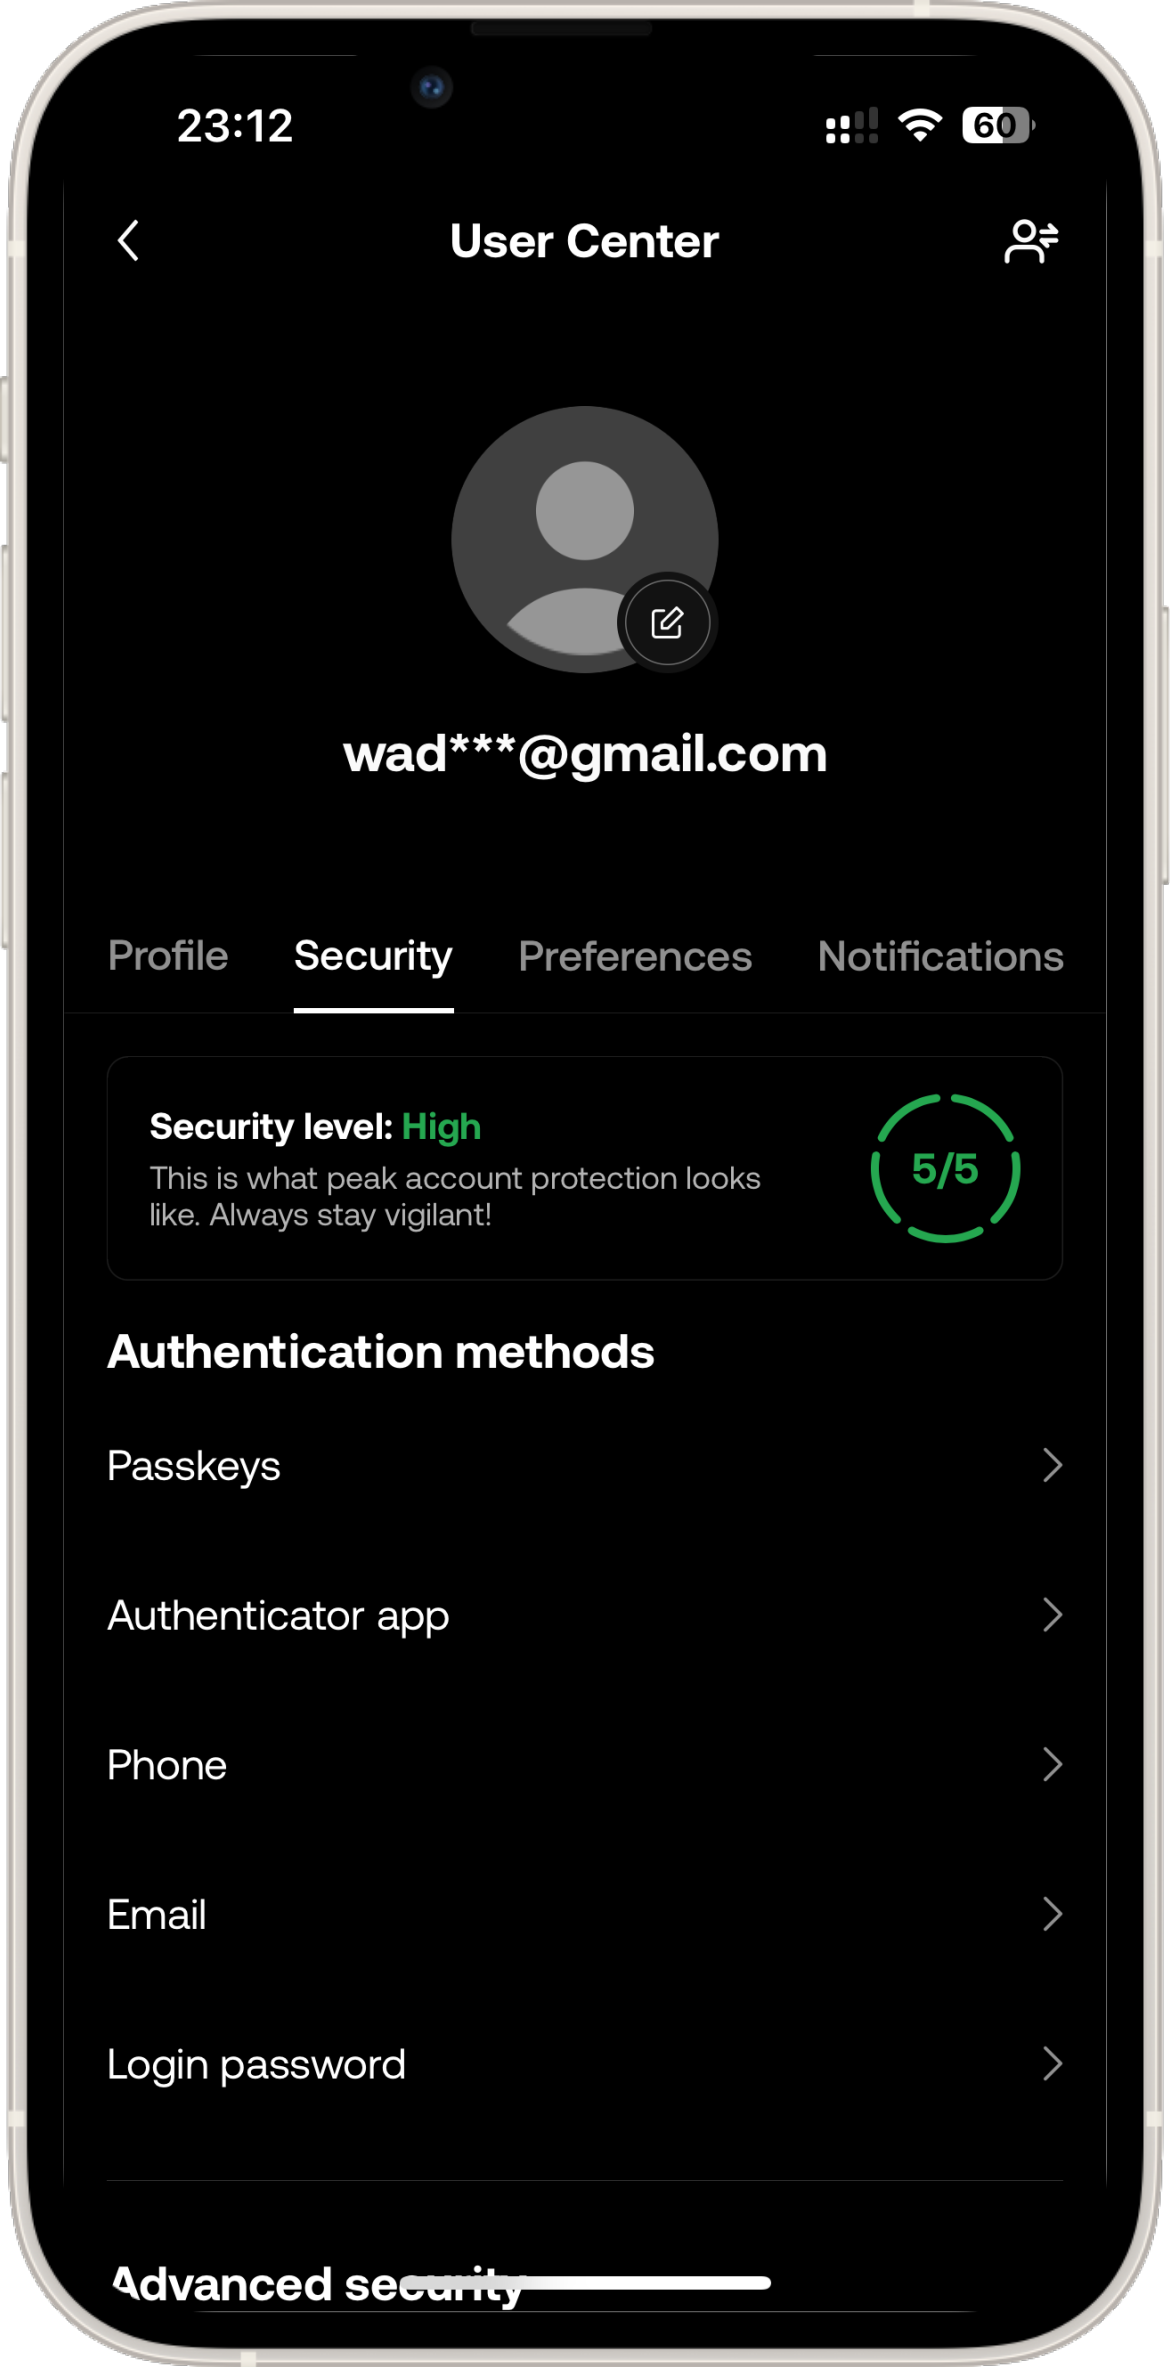 23:12
60
User Center
wad***@gmail.com
Profile Security Preferences Notifications
Security level: High
This is what peak account protection looks
like. Always stay vigilant!
5/5
Authentication methods
Passkeys
Authenticator app
Phone
Email
Login password
Advanced security